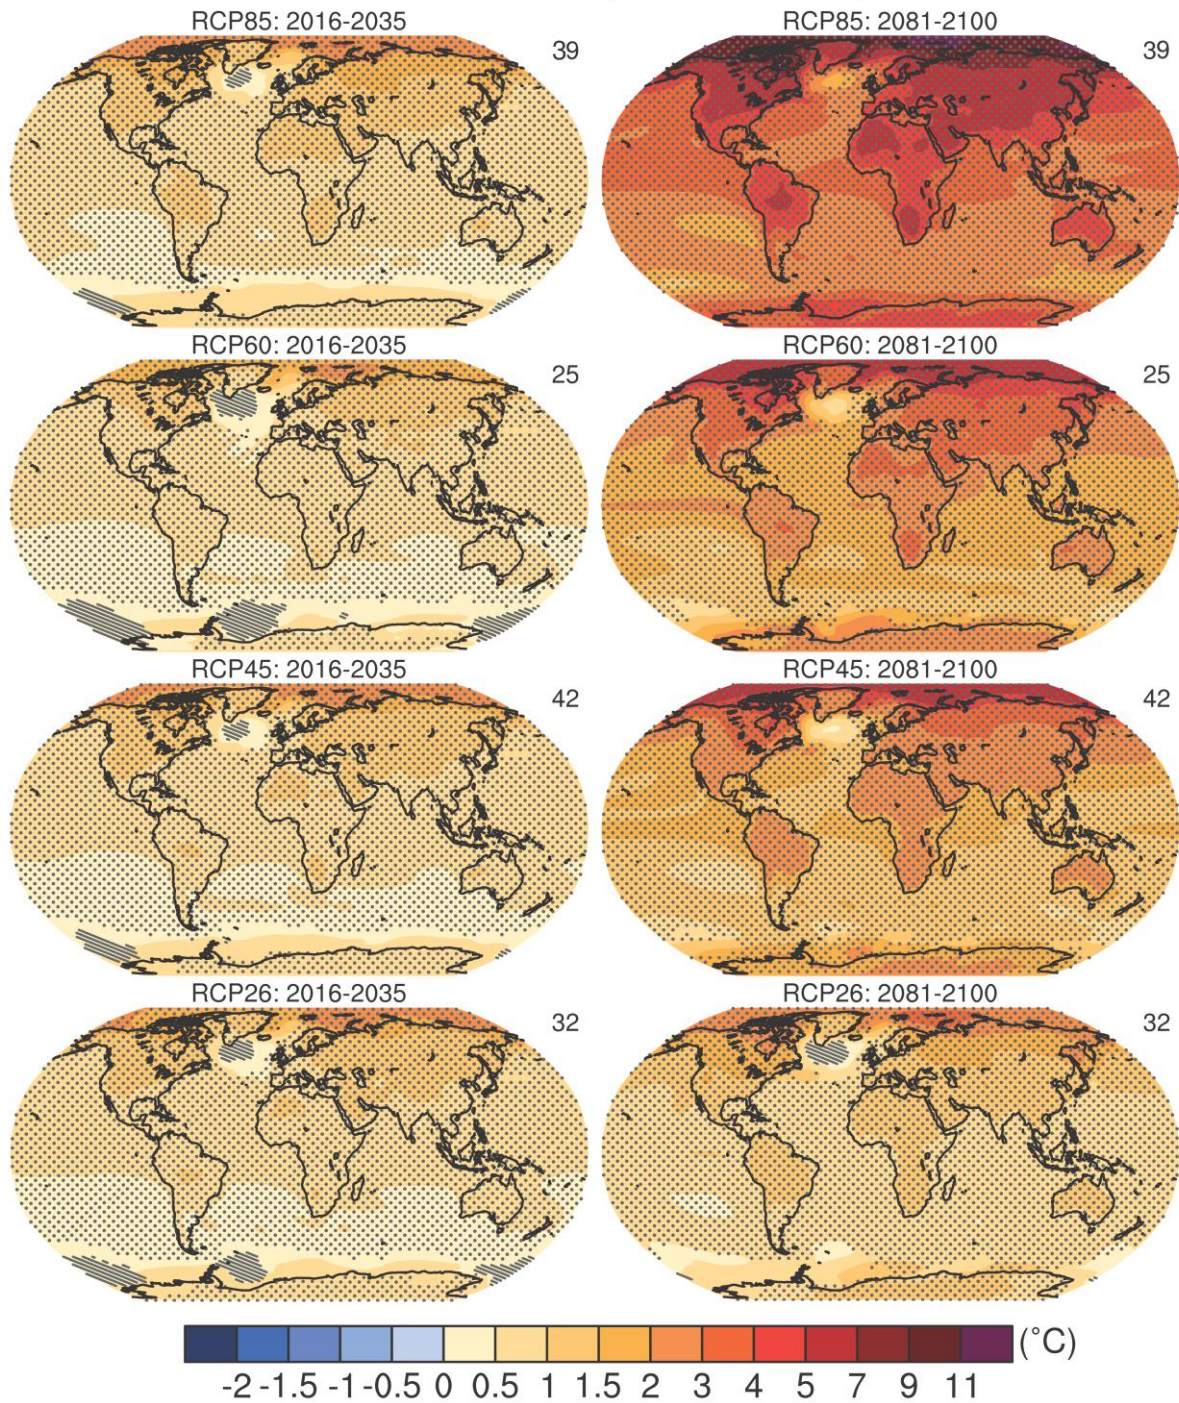 RCP85: 2016-2035 RCP85: 2081-2100
39 39
RCP60: 2016-2035 RCP60: 2081-2100
25 25
RCP45: 2016-2035 RCP45: 2081-2100
42 42
RCP26: 2016-2035 RCP26: 2081-2100
32 32
(°C)
-2 -1.5 -1 -0.5 0 0.5 1 1.5 2 3 4 5 7 9 11